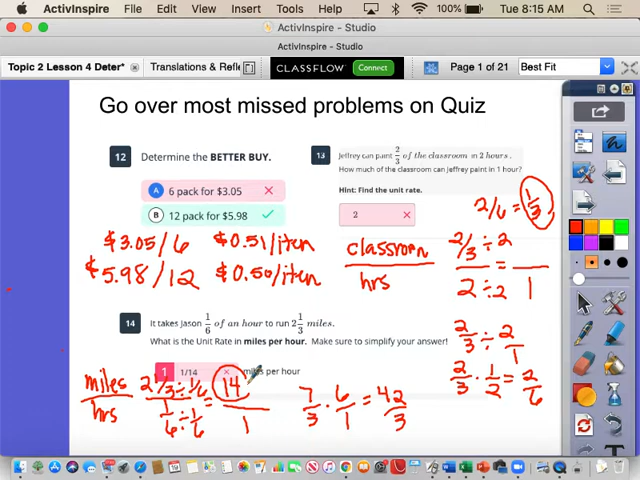 ActivInspire File Edit View Insert Tools Help 100% Tue 8:15 AM
ActivInspire - Studio
ActivInspire - Studio
Topic 2 Lesson 4 Deter* Translations & Refle CLASSFLOW Connect Page 1 of 21 Best Fit
Go over most missed problems on Quiz
12 Determine the BETTER BUY.
A 6 pack for $3.05
B 12 pack for $5.98
$3.05/6 $0.51/item
$5.98/12 $0.50/item
13 Jeffrey can paint 2/3 of the classroom in 2 hours.
How much of the classroom can Jeffrey paint in 1 hour?
Hint: Find the unit rate.
2
2/6 = 1/3
classroom
hrs
2/3 ÷ 2
2 ÷ 2 = 1
2/3 ÷ 2/1
2/3 · 1/2 = 2/6
14 It takes Jason 1/6 of an hour to run 2 1/3 miles.
What is the Unit Rate in miles per hour. Make sure to simplify your answer!
1 1/14 miles per hour
miles
hrs
2 1/3 ÷ 1/6 = 14
1/6 ÷ 1/6 1
7/3 · 6/1 = 42/3